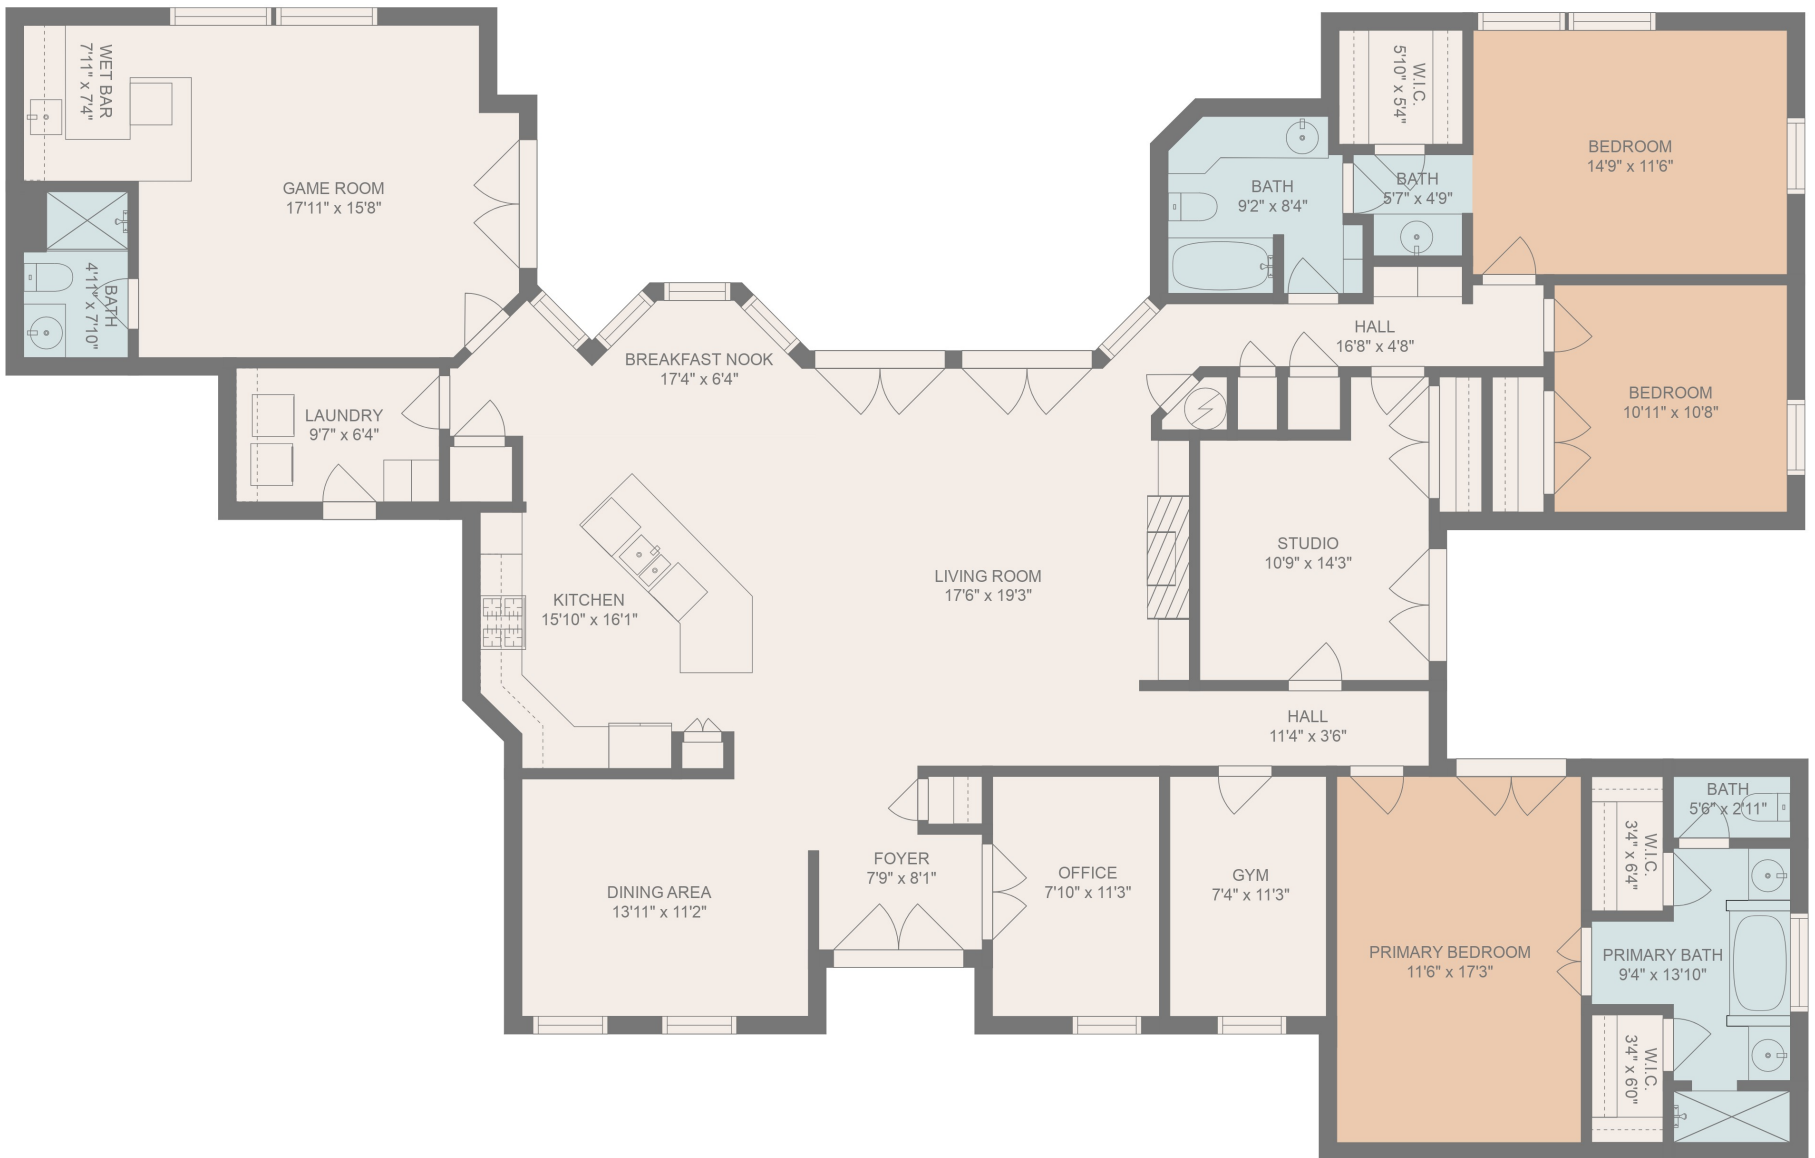 WET BAR
7'11" x 7'4"
GAME ROOM
17'11" x 15'8"
BATH
4'11" x 7'10"
LAUNDRY
9'7" x 6'4"
BREAKFAST NOOK
17'4" x 6'4"
KITCHEN
15'10" x 16'1"
LIVING ROOM
17'6" x 19'3"
DINING AREA
13'11" x 11'2"
FOYER
7'9" x 8'1"
OFFICE
7'10" x 11'3"
GYM
7'4" x 11'3"
HALL
11'4" x 3'6"
STUDIO
10'9" x 14'3"
HALL
16'8" x 4'8"
BATH
9'2" x 8'4"
BATH
5'7" x 4'9"
W.I.C.
5'10" x 5'4"
BEDROOM
14'9" x 11'6"
BEDROOM
10'11" x 10'8"
PRIMARY BEDROOM
11'6" x 17'3"
W.I.C.
3'4" x 6'4"
BATH
5'6" x 2'11"
PRIMARY BATH
9'4" x 13'10"
W.I.C.
3'4" x 6'0"